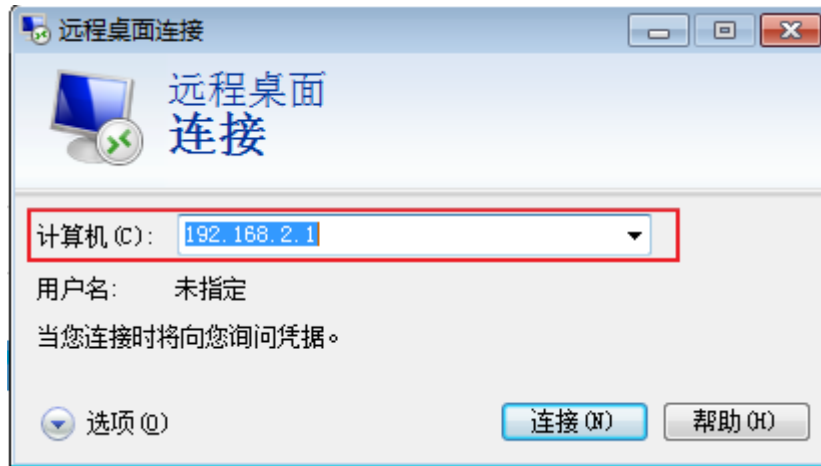 远程桌面连接
远程桌面
连接
计算机(C): 192.168.2.1
用户名: 未指定
当您连接时将向您询问凭据。
选项(O) 连接(N) 帮助(H)